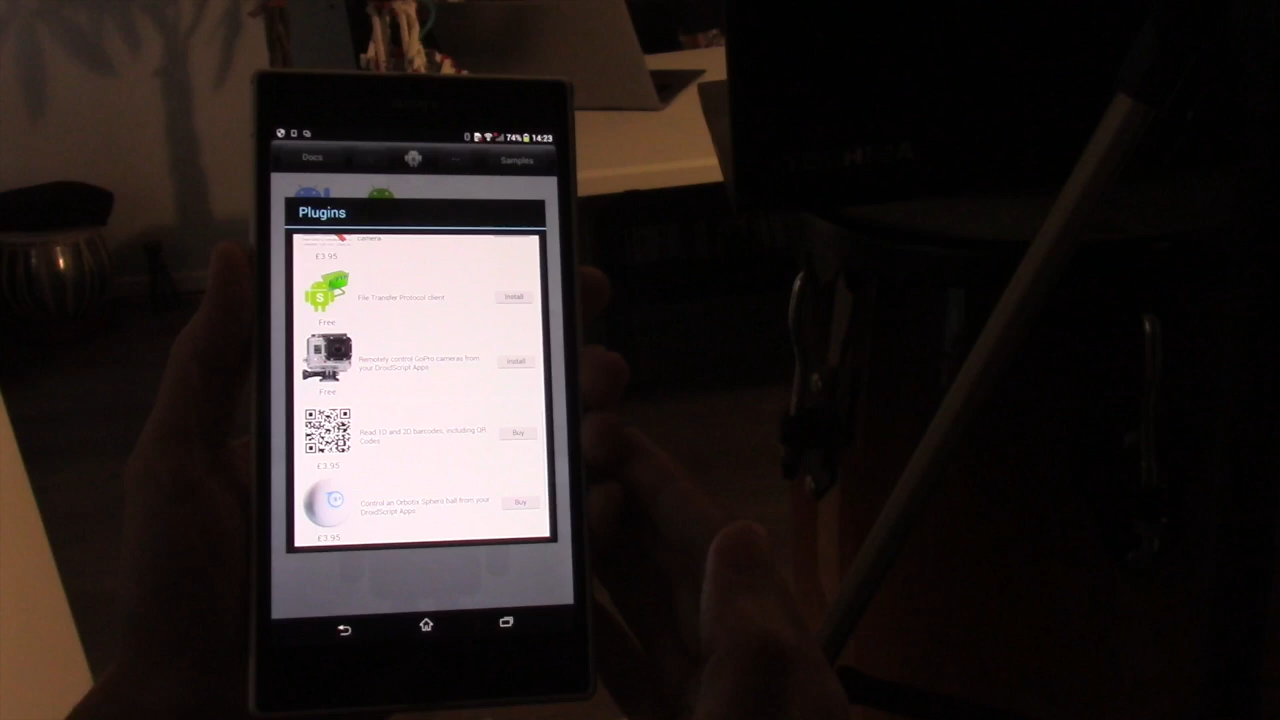 74% 14:23
Docs
Samples
Plugins
camera
£3.95
S
File Transfer Protocol client
Install
Free
Remotely control GoPro cameras from
your DroidScript Apps
Install
Free
Read 1D and 2D barcodes, including QR
Codes
Buy
£3.95
Control an Orbotix Sphero ball from your
DroidScript Apps
Buy
£3.95